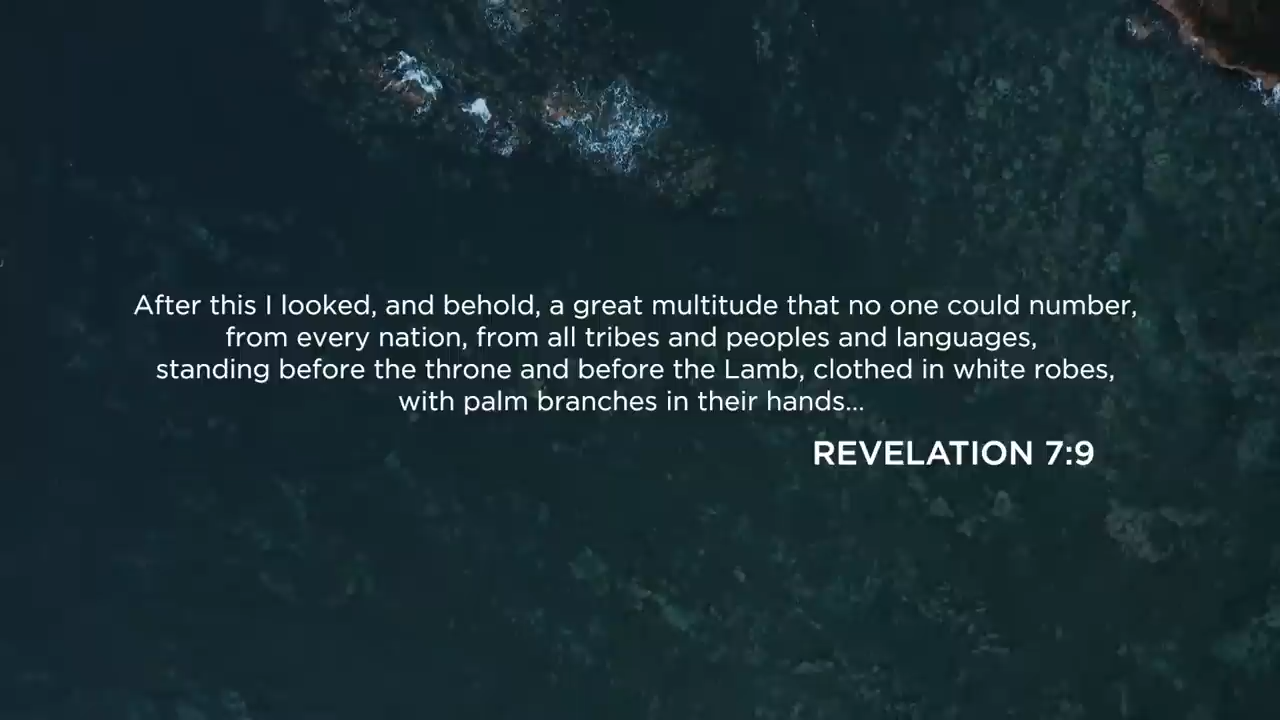 After this I looked, and behold, a great multitude that no one could number,
from every nation, from all tribes and peoples and languages,
standing before the throne and before the Lamb, clothed in white robes,
with palm branches in their hands...
REVELATION 7:9